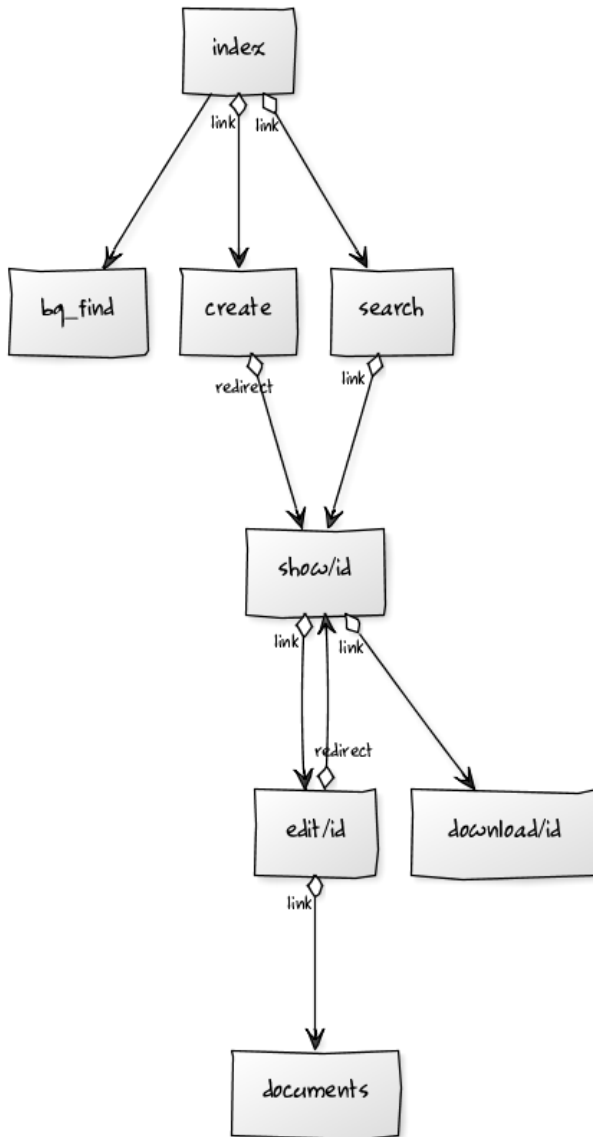 index
link
link
bq_find
create
search
redirect
link
show/id
link
link
redirect
edit/id
download/id
link
documents